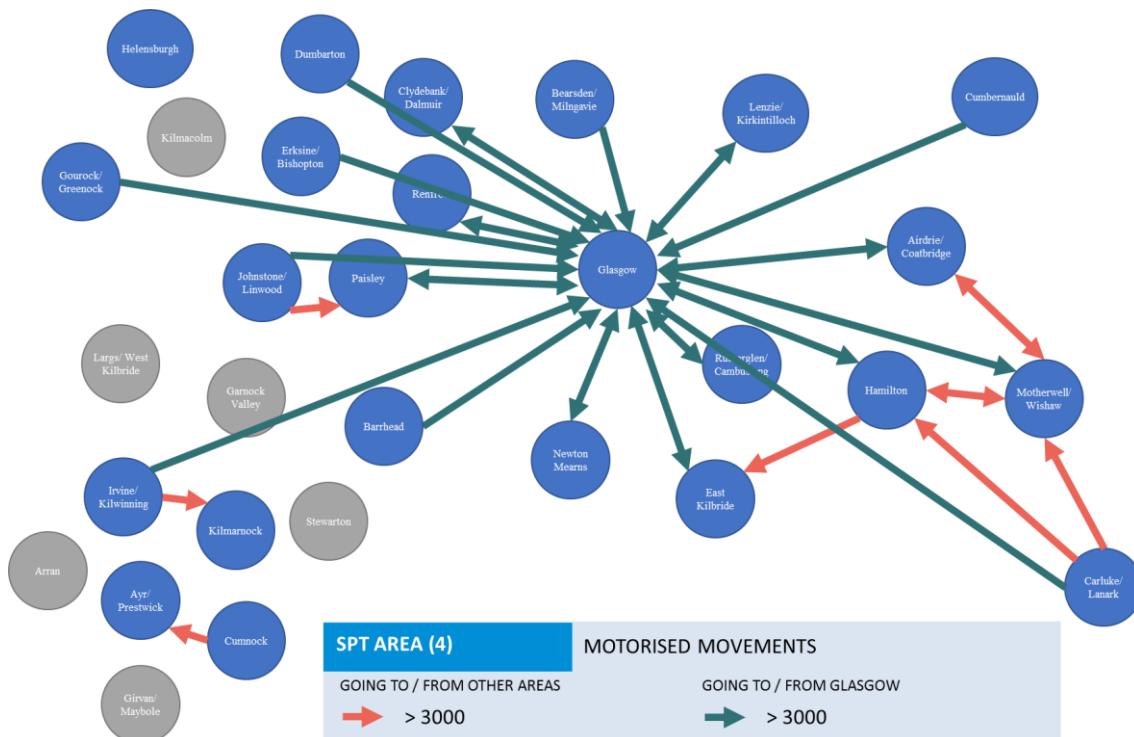 Helensburgh
Dumbarton
Clydebank/
Dalmuir
Bearsden/
Milngavie
Lenzie/
Kirkintilloch
Cumbernauld
Kilmacolm
Erksine/
Bishopton
Gourock/
Greenock
Renfrew
Glasgow
Airdrie/
Coatbridge
Johnstone/
Linwood
Paisley
Largs/ West
Kilbride
Garnock
Valley
Rutherglen/
Cambuslang
Hamilton
Motherwell/
Wishaw
Barrhead
Newton
Mearns
East
Kilbride
Irvine/
Kilwinning
Kilmarnock
Stewarton
Arran
Ayr/
Prestwick
Cumnock
Carluke/
Lanark
Girvan/
Maybole
SPT AREA (4)
MOTORISED MOVEMENTS
GOING TO / FROM OTHER AREAS
GOING TO / FROM GLASGOW
> 3000
> 3000